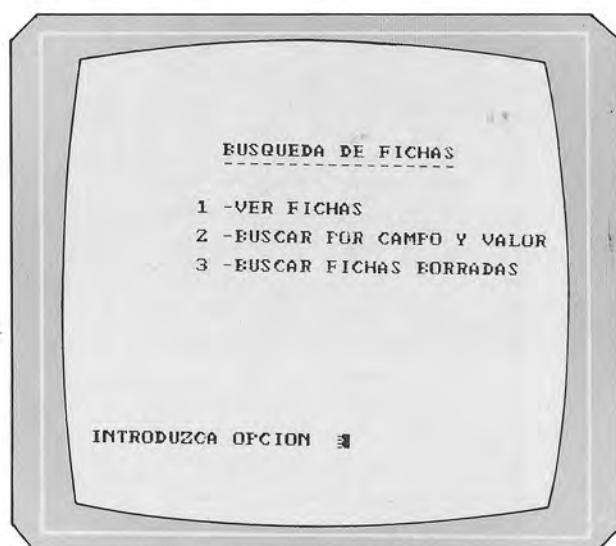 BUSQUEDA DE FICHAS
1 -VER FICHAS
2 -BUSCAR POR CAMPO Y VALOR
3 -BUSCAR FICHAS BORRADAS
INTRODUZCA OPCION